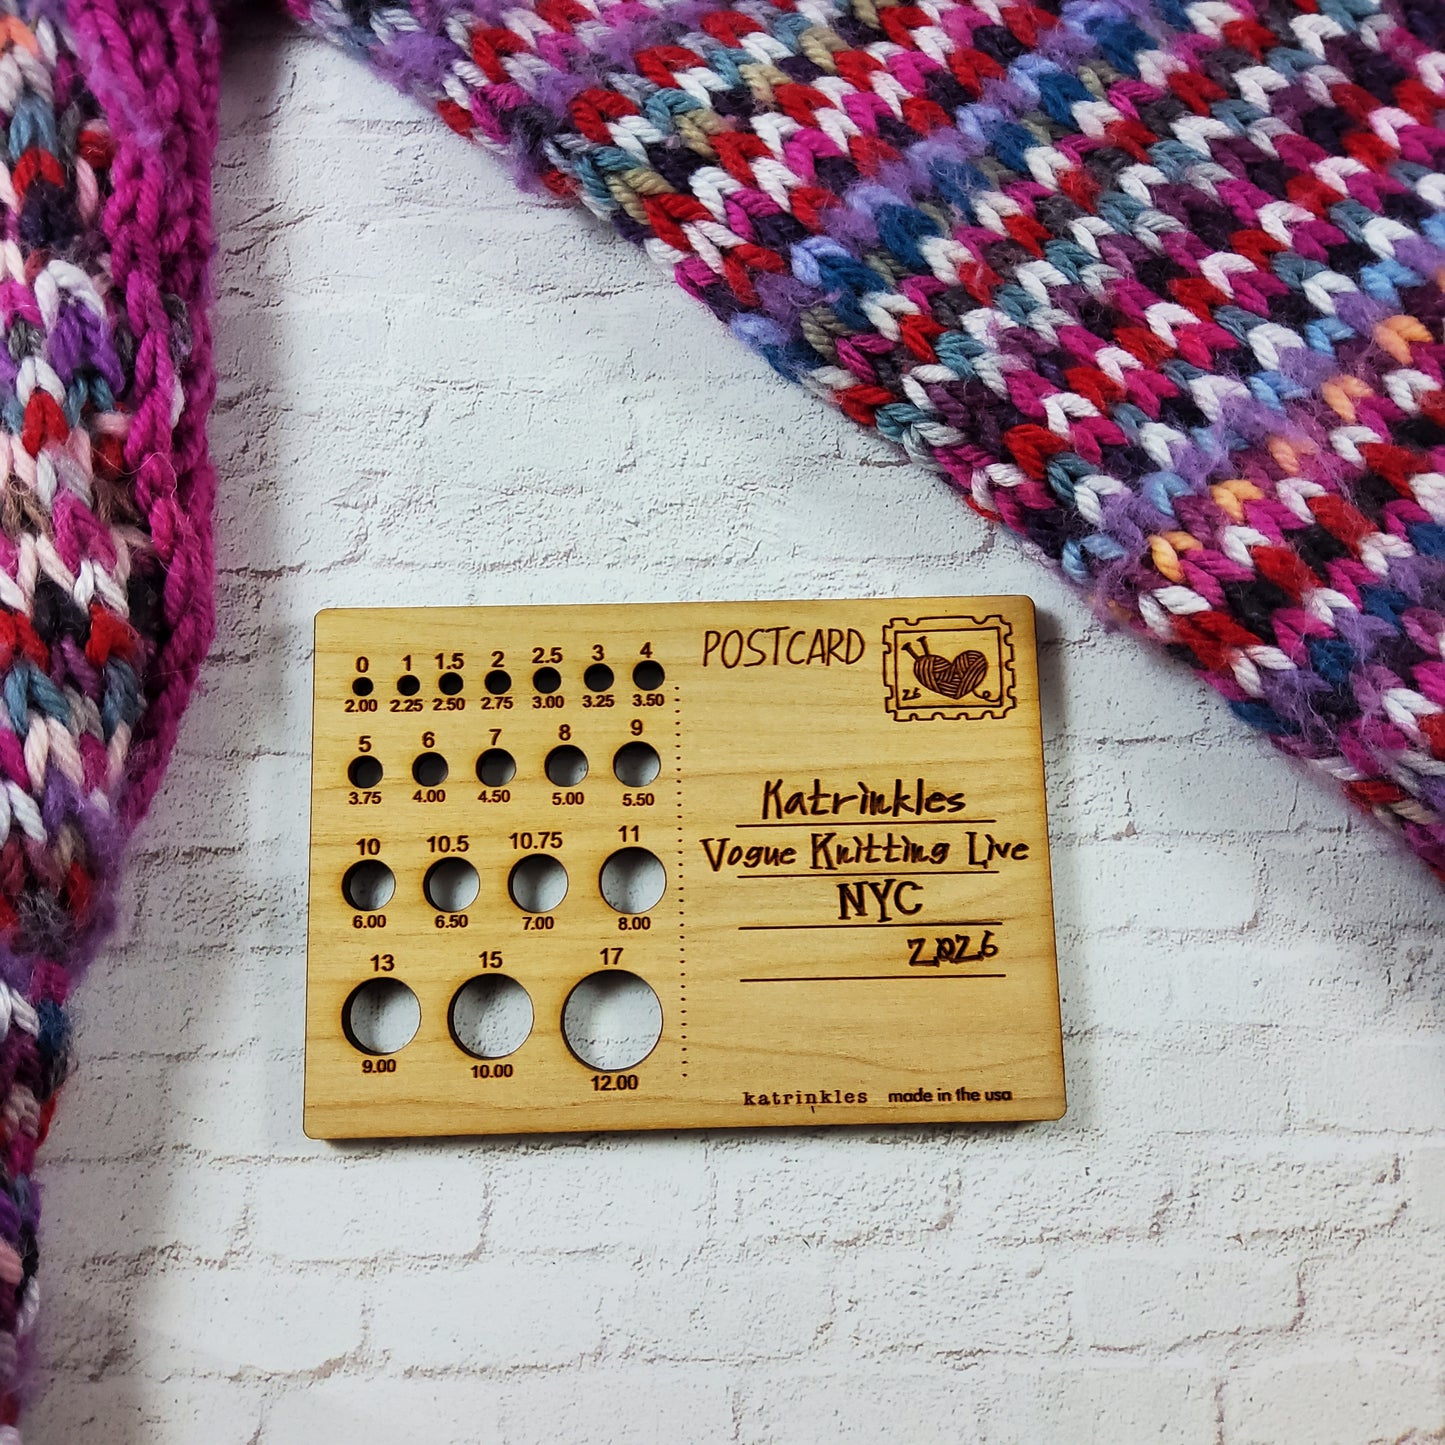 POSTCARD
26
0 1 1.5 2 2.5 3 4
2.00 2.25 2.50 2.75 3.00 3.25 3.50
5 6 7 8 9
3.75 4.00 4.50 5.00 5.50
10 10.5 10.75 11
6.00 6.50 7.00 8.00
13 15 17
9.00 10.00 12.00
Katrinkles
Vogue Knitting Live
NYC
2026
katrinkles made in the usa